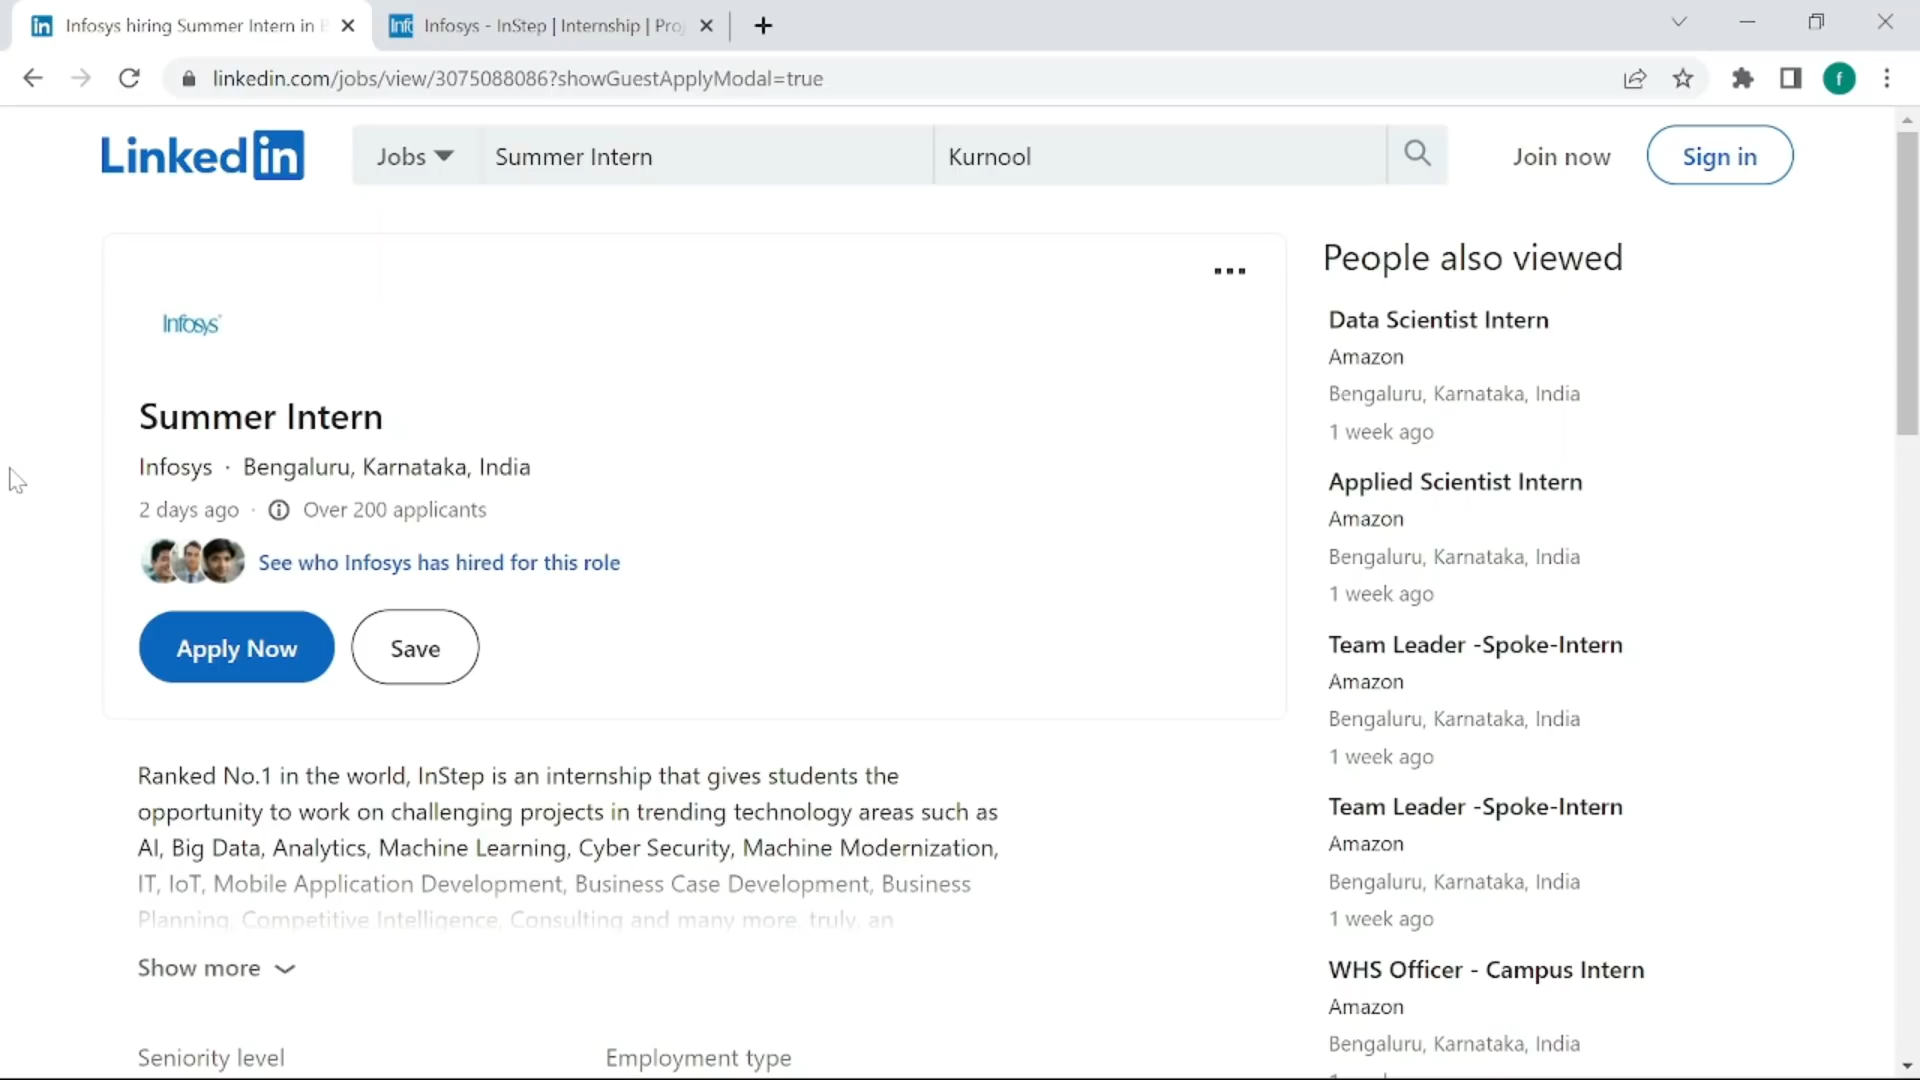 Infosys hiring Summer Intern in B
Infosys - InStep | Internship | Proj
linkedin.com/jobs/view/3075088086?showGuestApplyModal=true
f
Linked in
Jobs
Summer Intern
Kurnool
Join now
Sign in
Infosys
Summer Intern
Infosys · Bengaluru, Karnataka, India
2 days ago · Over 200 applicants
See who Infosys has hired for this role
Apply Now
Save
Ranked No.1 in the world, InStep is an internship that gives students the
opportunity to work on challenging projects in trending technology areas such as
AI, Big Data, Analytics, Machine Learning, Cyber Security, Machine Modernization,
IT, IoT, Mobile Application Development, Business Case Development, Business
Planning, Competitive Intelligence, Consulting and many more, truly, an
Show more
Seniority level
Employment type
People also viewed
Data Scientist Intern
Amazon
Bengaluru, Karnataka, India
1 week ago
Applied Scientist Intern
Amazon
Bengaluru, Karnataka, India
1 week ago
Team Leader -Spoke-Intern
Amazon
Bengaluru, Karnataka, India
1 week ago
Team Leader -Spoke-Intern
Amazon
Bengaluru, Karnataka, India
1 week ago
WHS Officer - Campus Intern
Amazon
Bengaluru, Karnataka, India